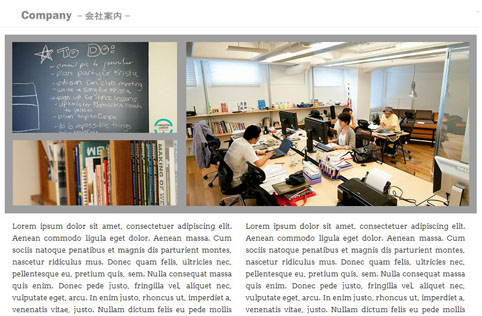 Company － 会社案内 －
To Do:
Lorem ipsum dolor sit amet, consectetuer adipiscing elit.
Aenean commodo ligula eget dolor. Aenean massa. Cum
sociis natoque penatibus et magnis dis parturient montes,
nascetur ridiculus mus. Donec quam felis, ultricies nec,
pellentesque eu, pretium quis, sem. Nulla consequat massa
quis enim. Donec pede justo, fringilla vel, aliquet nec,
vulputate eget, arcu. In enim justo, rhoncus ut, imperdiet a,
venenatis vitae, justo. Nullam dictum felis eu pede mollis
Lorem ipsum dolor sit amet, consectetuer adipiscing elit.
Aenean commodo ligula eget dolor. Aenean massa. Cum
sociis natoque penatibus et magnis dis parturient montes,
nascetur ridiculus mus. Donec quam felis, ultricies nec,
pellentesque eu, pretium quis, sem. Nulla consequat massa
quis enim. Donec pede justo, fringilla vel, aliquet nec,
vulputate eget, arcu. In enim justo, rhoncus ut, imperdiet a,
venenatis vitae, justo. Nullam dictum felis eu pede mollis